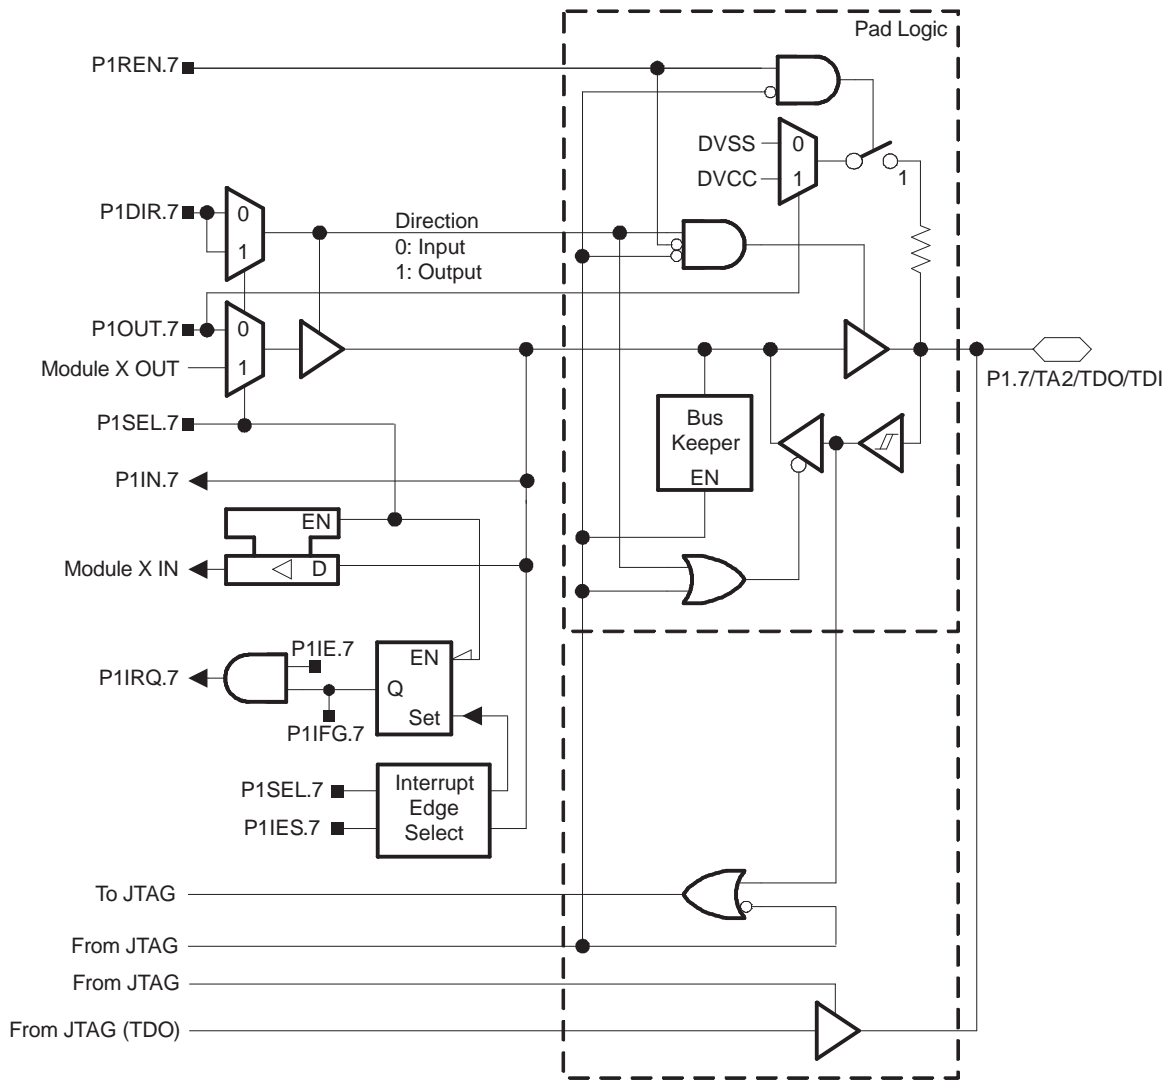 Pad Logic
P1REN.7
DVSS
0
DVCC
1
1
P1DIR.7
0
1
Direction
0: Input
1: Output
P1OUT.7
0
Module X OUT
1
P1.7/TA2/TDO/TDI
P1SEL.7
Bus
Keeper
EN
P1IN.7
EN
Module X IN
D
P1IE.7
EN
P1IRQ.7
Q
Set
P1IFG.7
P1SEL.7
Interrupt
Edge
Select
P1IES.7
To JTAG
From JTAG
From JTAG
From JTAG (TDO)